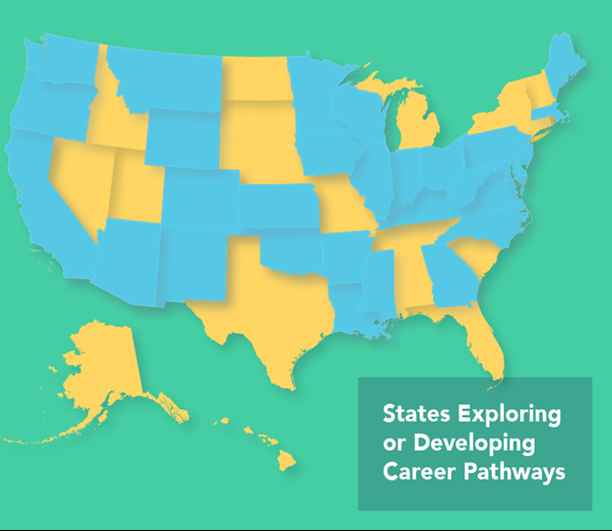 States Exploring
or Developing
Career Pathways